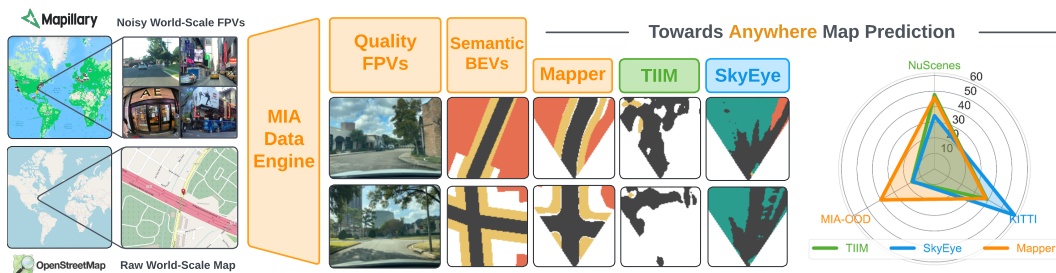 Mapillary
Noisy World-Scale FPVs
AE
OpenStreetMap
Raw World-Scale Map
MIA
Data
Engine
Quality
FPVs
Semantic
BEVs
Towards Anywhere Map Prediction
Mapper
TIIM
SkyEye
NuScenes
60
50
40
30
20
10
MIA-OOD
KITTI
TIIM
SkyEye
Mapper